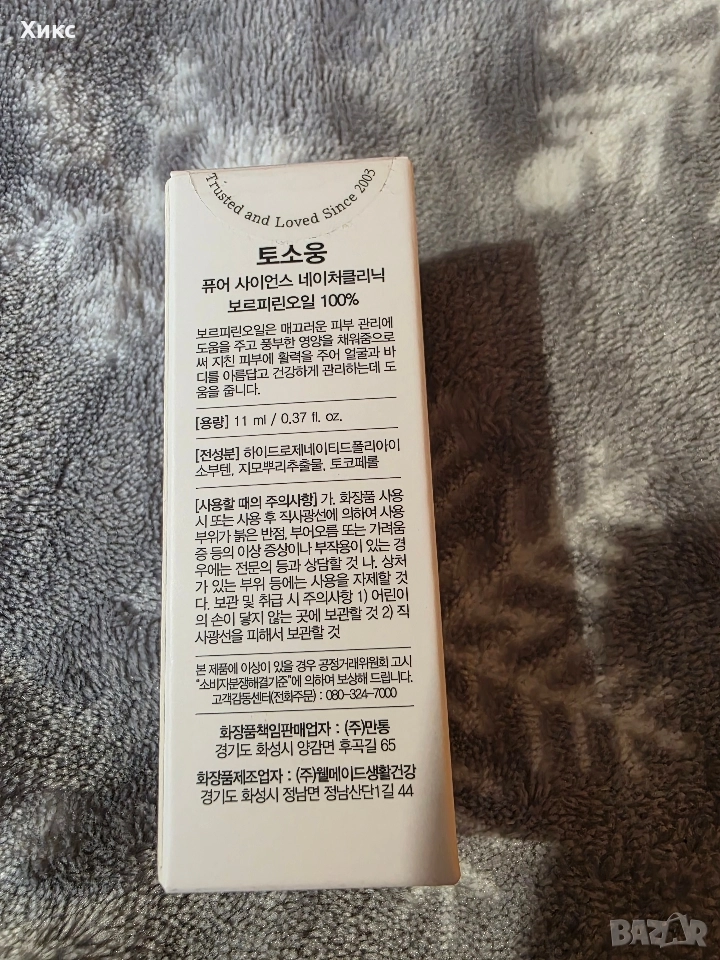 Хикс
Trusted and Loved Since 2003
토소웅
퓨어 사이언스 네이처클리닉
보르피린오일 100%
보르피린오일은 매끄러운 피부 관리에
도움을 주고 풍부한 영양을 채워줌으로
써 지친 피부에 활력을 주어 얼굴과 바
디를 아름답고 건강하게 관리하는데 도
움을 줍니다.
[용량] 11 ml / 0.37 fl. oz.
[전성분] 하이드로제네이티드폴리아이
소부텐, 지모뿌리추출물, 토코페롤
[사용할 때의 주의사항] 가. 화장품 사용
시 또는 사용 후 직사광선에 의하여 사용
부위가 붉은 반점, 부어오름 또는 가려움
증 등의 이상 증상이나 부작용이 있는 경
우에는 전문의 등과 상담할 것 나. 상처
가 있는 부위 등에는 사용을 자제할 것
다. 보관 및 취급 시 주의사항 1) 어린이
의 손이 닿지 않는 곳에 보관할 것 2) 직
사광선을 피해서 보관할 것
본 제품에 이상이 있을 경우 공정거래위원회 고시
"소비자분쟁해결기준"에 의하여 보상해 드립니다.
고객감동센터(전화주문) : 080-324-7000
화장품책임판매업자 : (주)만통
경기도 화성시 양감면 후곡길 65
화장품제조업자 : (주)웰메이드생활건강
경기도 화성시 정남면 정남산단1길 44
BAZAR